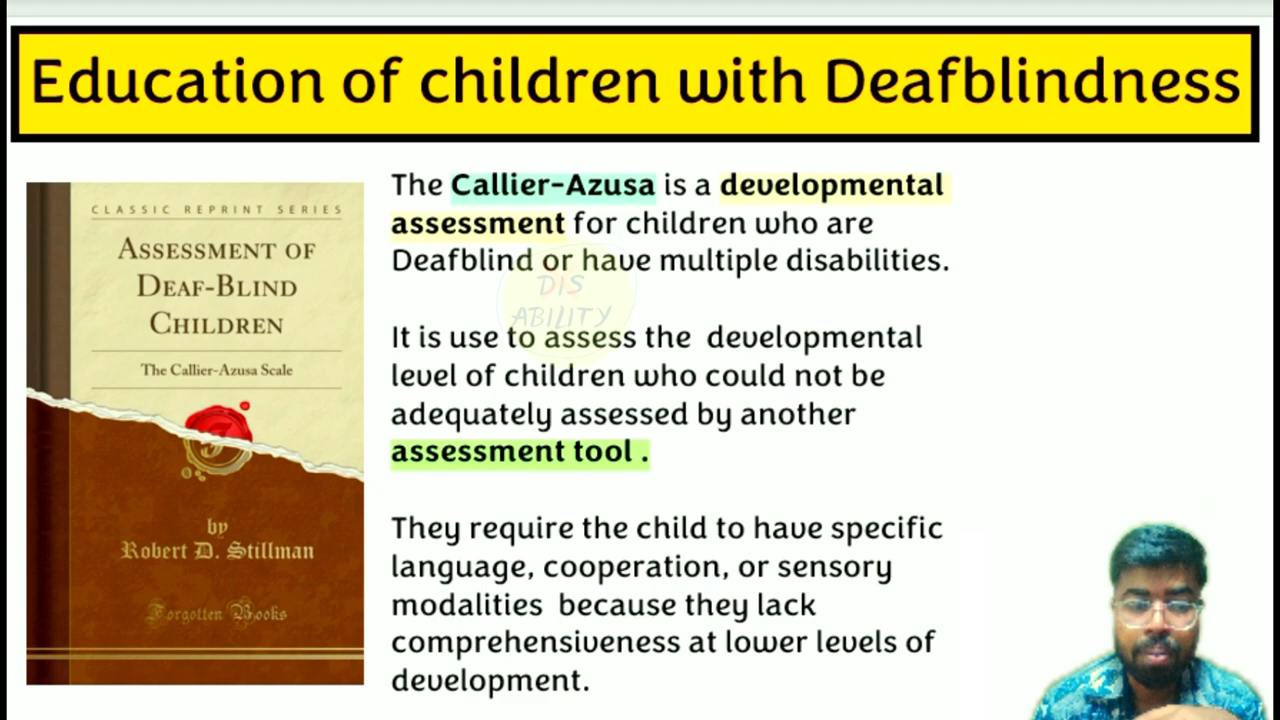 Education of children with Deafblindness
CLASSIC REPRINT SERIES
ASSESSMENT OF
DEAF-BLIND
CHILDREN
The Callier-Azusa Scale
by
Robert D. Stillman
Forgotten Books
The Callier-Azusa is a developmental
assessment for children who are
Deafblind or have multiple disabilities.
DIS
ABILITY
It is use to assess the developmental
level of children who could not be
adequately assessed by another
assessment tool .
They require the child to have specific
language, cooperation, or sensory
modalities because they lack
comprehensiveness at lower levels of
development.